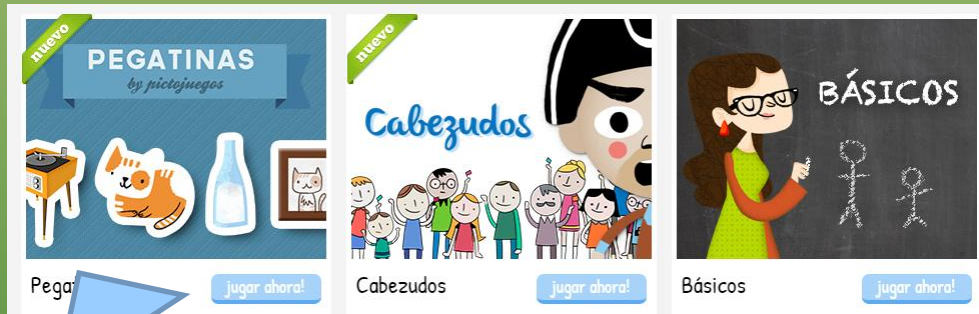 nuevo
PEGATINAS
by pictojuegos
nuevo
Cabezudos
BÁSICOS
Pega
jugar ahora!
Cabezudos
jugar ahora!
Básicos
jugar ahora!